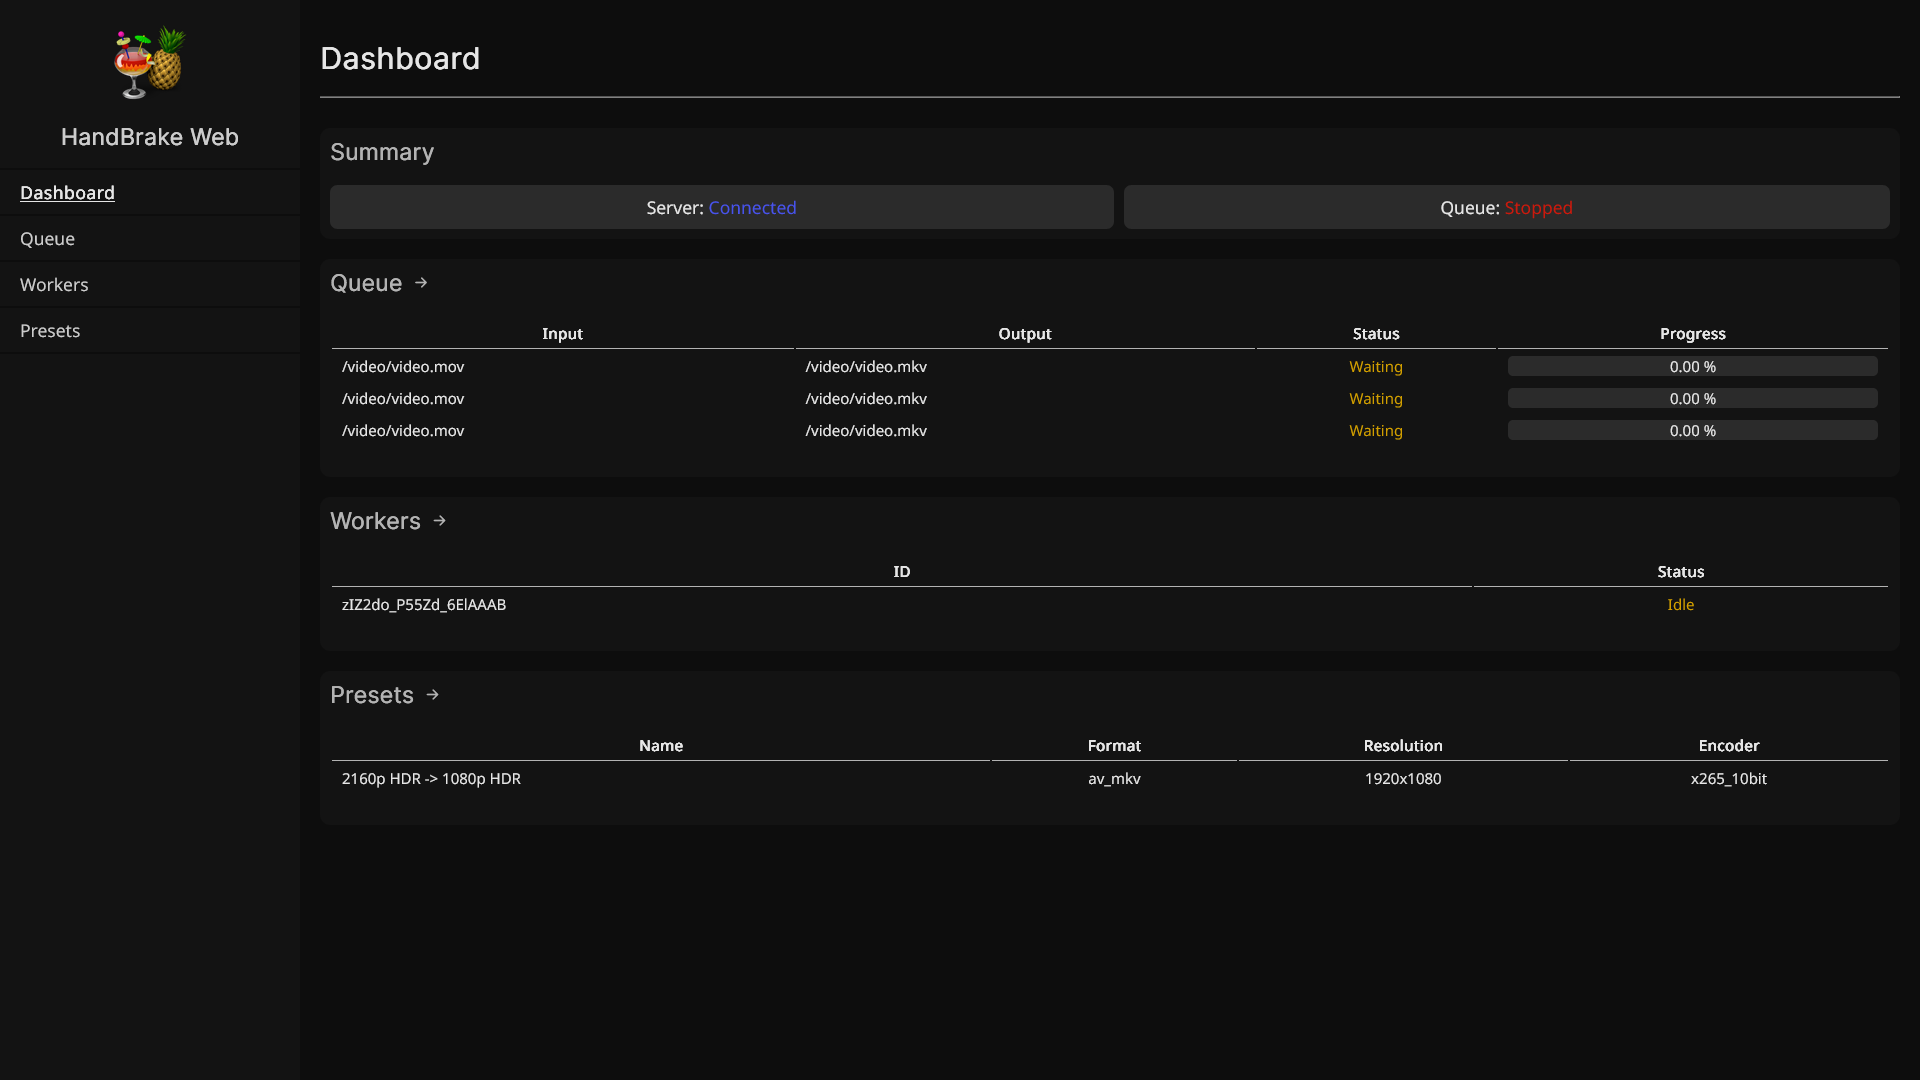 HandBrake Web
Dashboard
Queue
Workers
Presets
Dashboard
Summary
Server: Connected
Queue: Stopped
Queue →
Input Output Status Progress
/video/video.mov /video/video.mkv Waiting 0.00 %
/video/video.mov /video/video.mkv Waiting 0.00 %
/video/video.mov /video/video.mkv Waiting 0.00 %
Workers →
ID Status
zIZ2do_P55Zd_6ElAAAB Idle
Presets →
Name Format Resolution Encoder
2160p HDR -> 1080p HDR av_mkv 1920x1080 x265_10bit